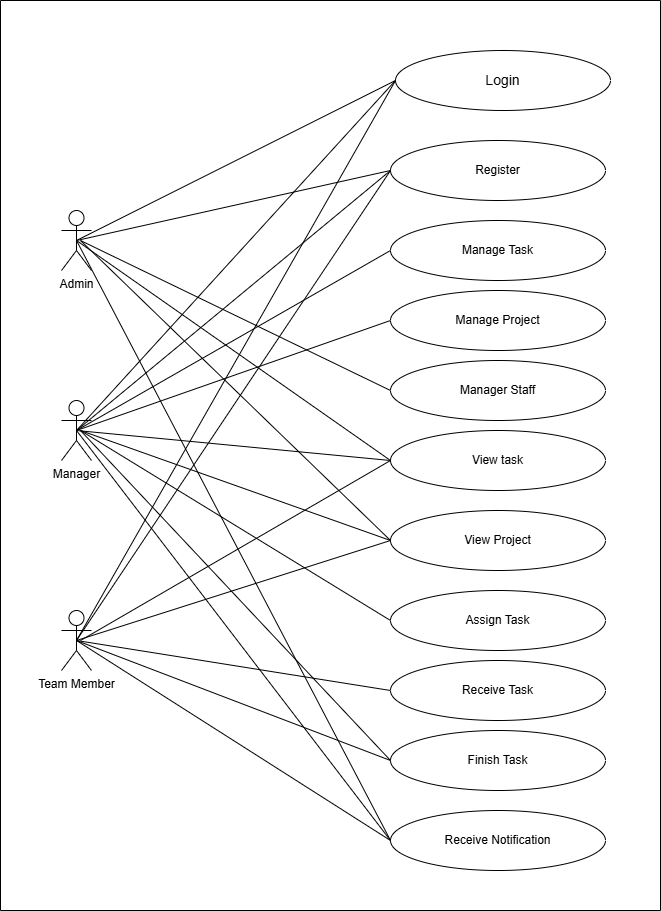 Login
Register
Admin
Manage Task
Manage Project
Manager Staff
Manager
View task
View Project
Assign Task
Team Member
Receive Task
Finish Task
Receive Notification